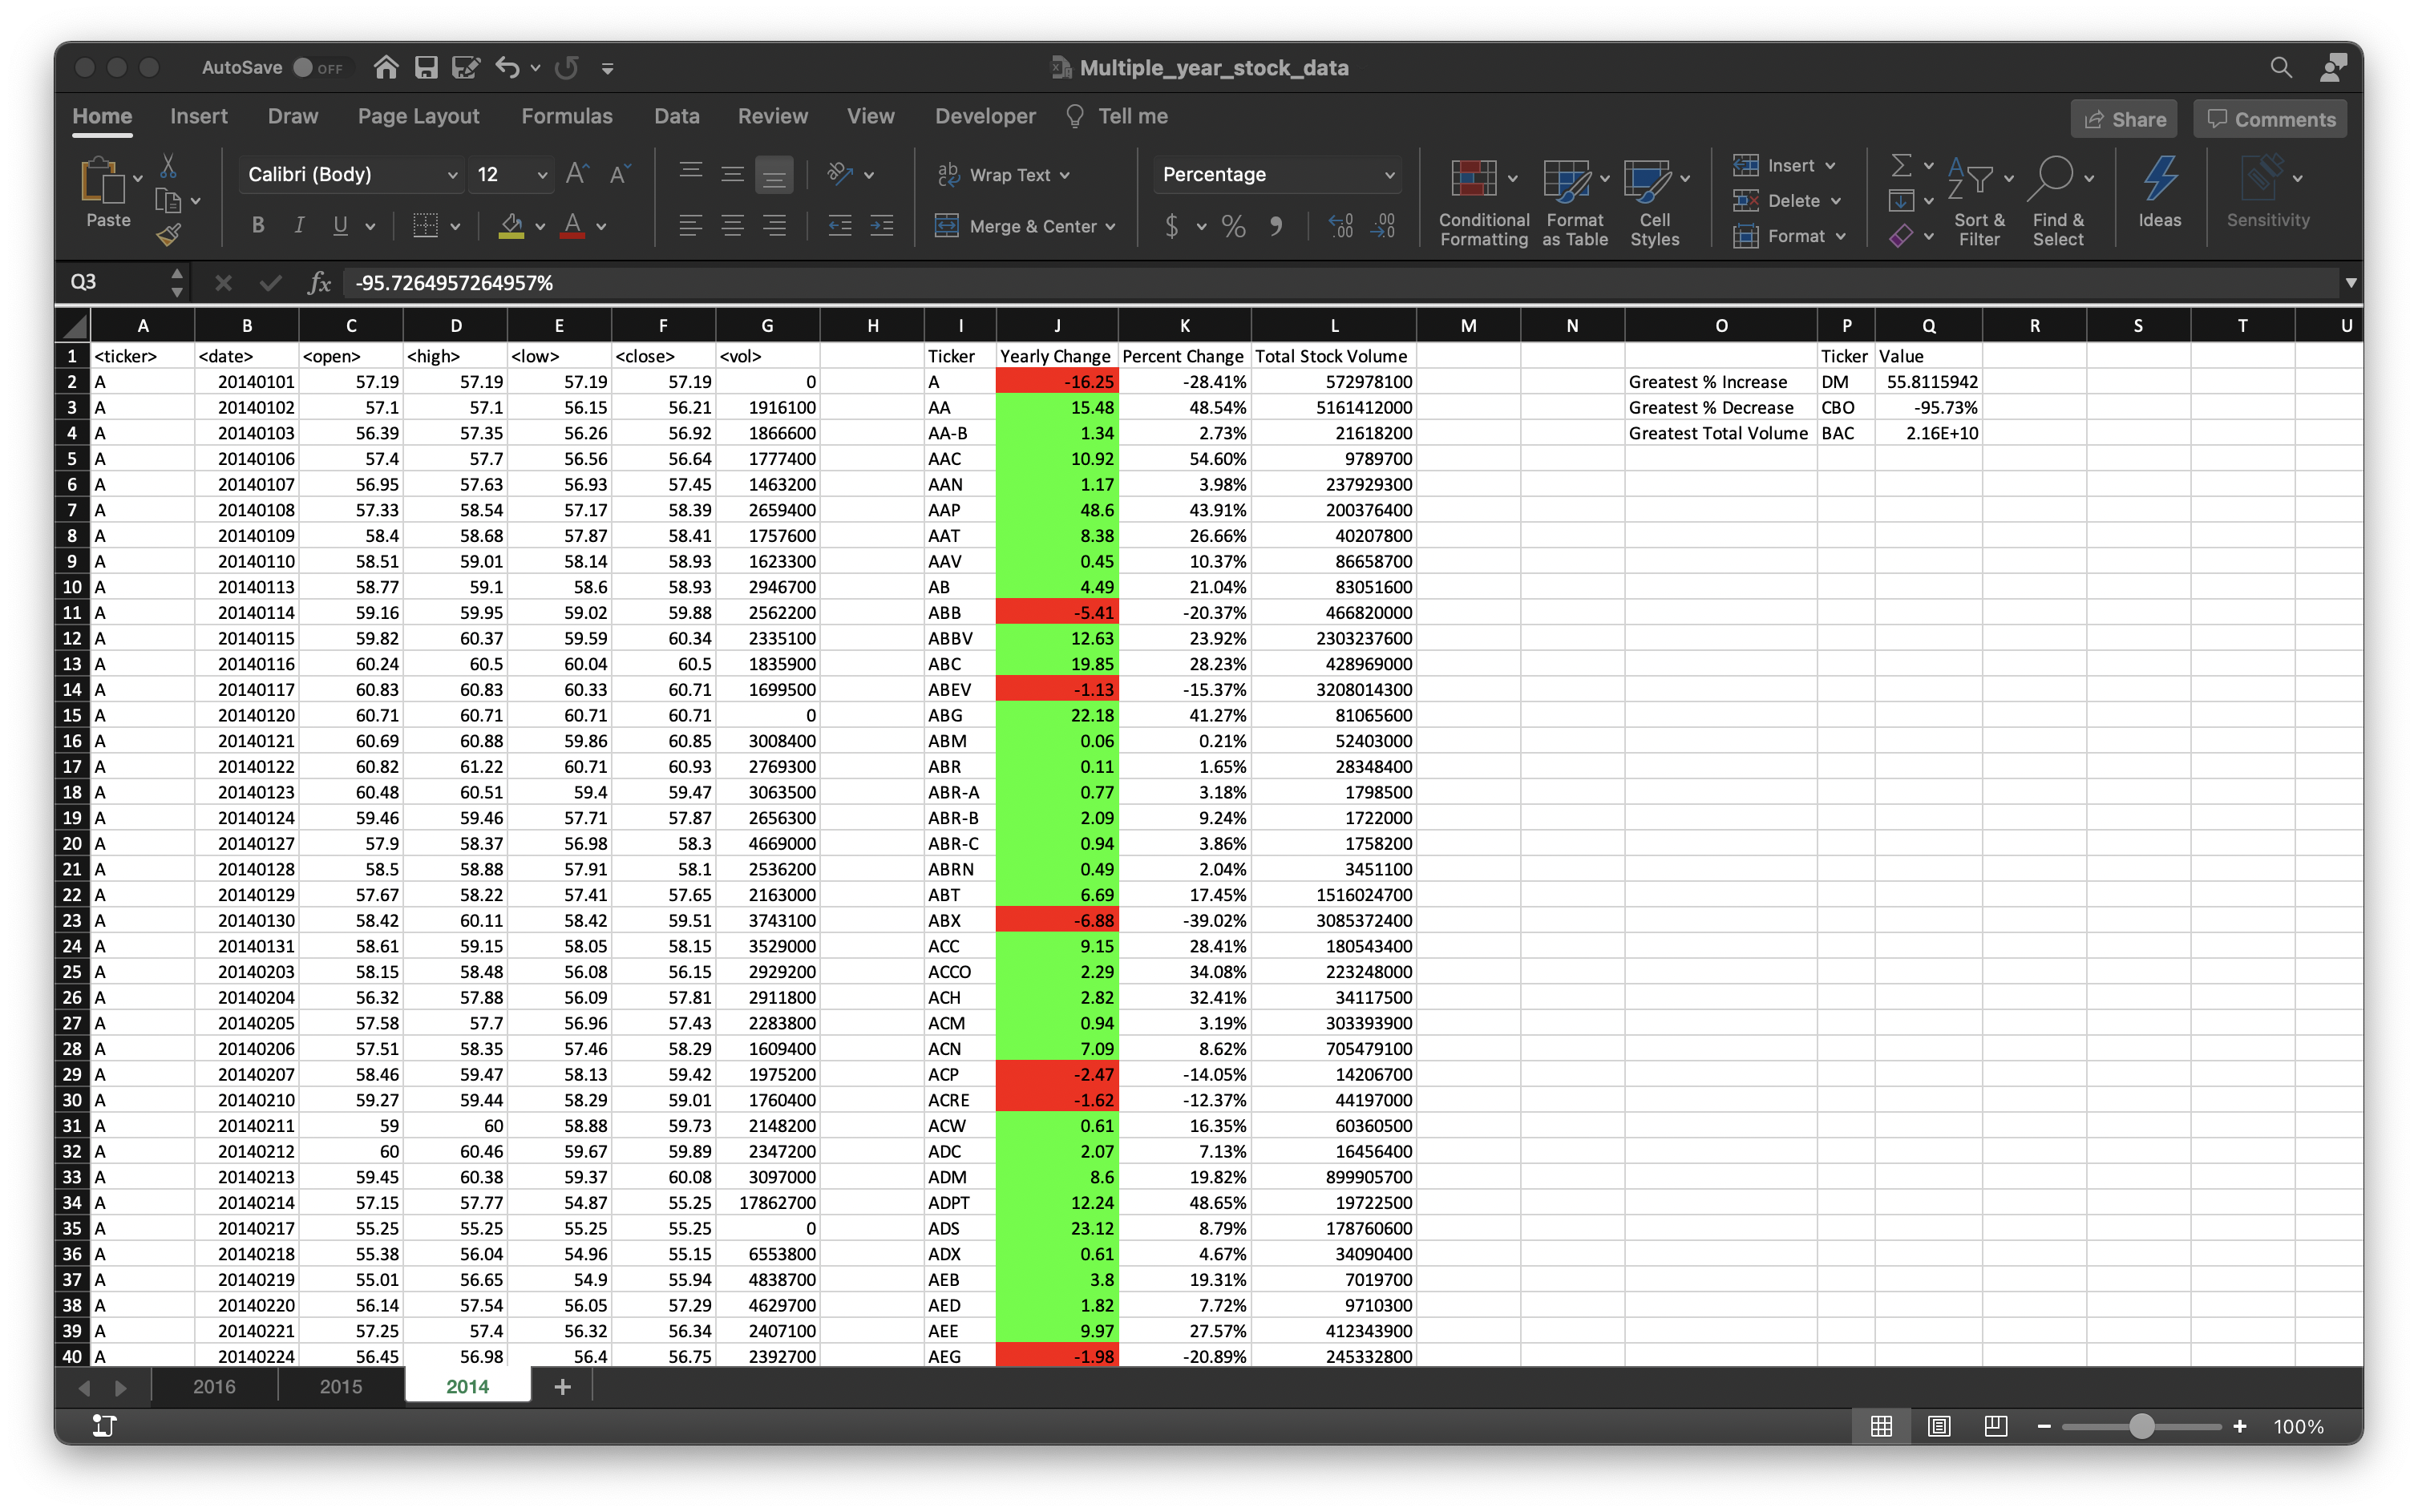 AutoSave OFF Multiple_year_stock_data
Home Insert Draw Page Layout Formulas Data Review View Developer Tell me Share Comments
Paste Calibri (Body) 12 Wrap Text Percentage Insert
B I U A Merge & Center $ % Delete
Conditional Formatting Format as Table Cell Styles Format Sort & Filter Find & Select Ideas Sensitivity
Q3 fx -95.7264957264957%
A B C D E F G H I J K L M N O P Q R S T U
1 <ticker> <date> <open> <high> <low> <close> <vol> Ticker Yearly Change Percent Change Total Stock Volume Ticker Value
2 A 20140101 57.19 57.19 57.19 57.19 0 A -16.25 -28.41% 572978100 Greatest % Increase DM 55.8115942
3 A 20140102 57.1 57.1 56.15 56.21 1916100 AA 15.48 48.54% 5161412000 Greatest % Decrease CBO -95.73%
4 A 20140103 56.39 57.35 56.26 56.92 1866600 AA-B 1.34 2.73% 21618200 Greatest Total Volume BAC 2.16E+10
5 A 20140106 57.4 57.7 56.56 56.64 1777400 AAC 10.92 54.60% 9789700
6 A 20140107 56.95 57.63 56.93 57.45 1463200 AAN 1.17 3.98% 237929300
7 A 20140108 57.33 58.54 57.17 58.39 2659400 AAP 48.6 43.91% 200376400
8 A 20140109 58.4 58.68 57.87 58.41 1757600 AAT 8.38 26.66% 40207800
9 A 20140110 58.51 59.01 58.14 58.93 1623300 AAV 0.45 10.37% 86658700
10 A 20140113 58.77 59.1 58.6 58.93 2946700 AB 4.49 21.04% 83051600
11 A 20140114 59.16 59.95 59.02 59.88 2562200 ABB -5.41 -20.37% 466820000
12 A 20140115 59.82 60.37 59.59 60.34 2335100 ABBV 12.63 23.92% 2303237600
13 A 20140116 60.24 60.5 60.04 60.5 1835900 ABC 19.85 28.23% 428969000
14 A 20140117 60.83 60.83 60.33 60.71 1699500 ABEV -1.13 -15.37% 3208014300
15 A 20140120 60.71 60.71 60.71 60.71 0 ABG 22.18 41.27% 81065600
16 A 20140121 60.69 60.88 59.86 60.85 3008400 ABM 0.06 0.21% 52403000
17 A 20140122 60.82 61.22 60.71 60.93 2769300 ABR 0.11 1.65% 28348400
18 A 20140123 60.48 60.51 59.4 59.47 3063500 ABR-A 0.77 3.18% 1798500
19 A 20140124 59.46 59.46 57.71 57.87 2656300 ABR-B 2.09 9.24% 1722000
20 A 20140127 57.9 58.37 56.98 58.3 4669000 ABR-C 0.94 3.86% 1758200
21 A 20140128 58.5 58.88 57.91 58.1 2536200 ABRN 0.49 2.04% 3451100
22 A 20140129 57.67 58.22 57.41 57.65 2163000 ABT 6.69 17.45% 1516024700
23 A 20140130 58.42 60.11 58.42 59.51 3743100 ABX -6.88 -39.02% 3085372400
24 A 20140131 58.61 59.15 58.05 58.15 3529000 ACC 9.15 28.41% 180543400
25 A 20140203 58.15 58.48 56.08 56.15 2929200 ACCO 2.29 34.08% 223248000
26 A 20140204 56.32 57.88 56.09 57.81 2911800 ACH 2.82 32.41% 34117500
27 A 20140205 57.58 57.7 56.96 57.43 2283800 ACM 0.94 3.19% 303393900
28 A 20140206 57.51 58.35 57.46 58.29 1609400 ACN 7.09 8.62% 705479100
29 A 20140207 58.46 59.47 58.13 59.42 1975200 ACP -2.47 -14.05% 14206700
30 A 20140210 59.27 59.44 58.29 59.01 1760400 ACRE -1.62 -12.37% 44197000
31 A 20140211 59 60 58.88 59.73 2148200 ACW 0.61 16.35% 60360500
32 A 20140212 60 60.46 59.67 59.89 2347200 ADC 2.07 7.13% 16456400
33 A 20140213 59.45 60.38 59.37 60.08 3097000 ADM 8.6 19.82% 899905700
34 A 20140214 57.15 57.77 54.87 55.25 17862700 ADPT 12.24 48.65% 19722500
35 A 20140217 55.25 55.25 55.25 55.25 0 ADS 23.12 8.79% 178760600
36 A 20140218 55.38 56.04 54.96 55.15 6553800 ADX 0.61 4.67% 34090400
37 A 20140219 55.01 56.65 54.9 55.94 4838700 AEB 3.8 19.31% 7019700
38 A 20140220 56.14 57.54 56.05 57.29 4629700 AED 1.82 7.72% 9710300
39 A 20140221 57.25 57.4 56.32 56.34 2407100 AEE 9.97 27.57% 412343900
40 A 20140224 56.45 56.98 56.4 56.75 2392700 AEG -1.98 -20.89% 245332800
2016 2015 2014 +
100%